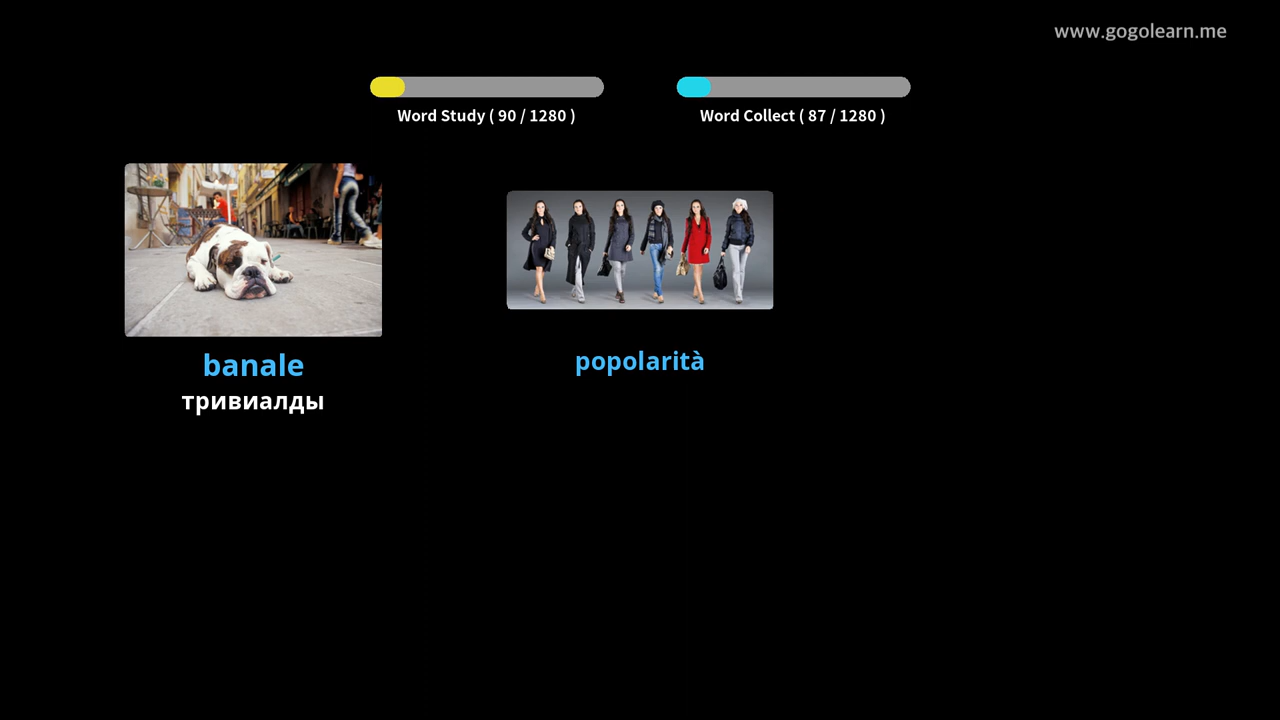 www.gogolearn.me
Word Study ( 90 / 1280 )
Word Collect ( 87 / 1280 )
banale
тривиалды
popolarità